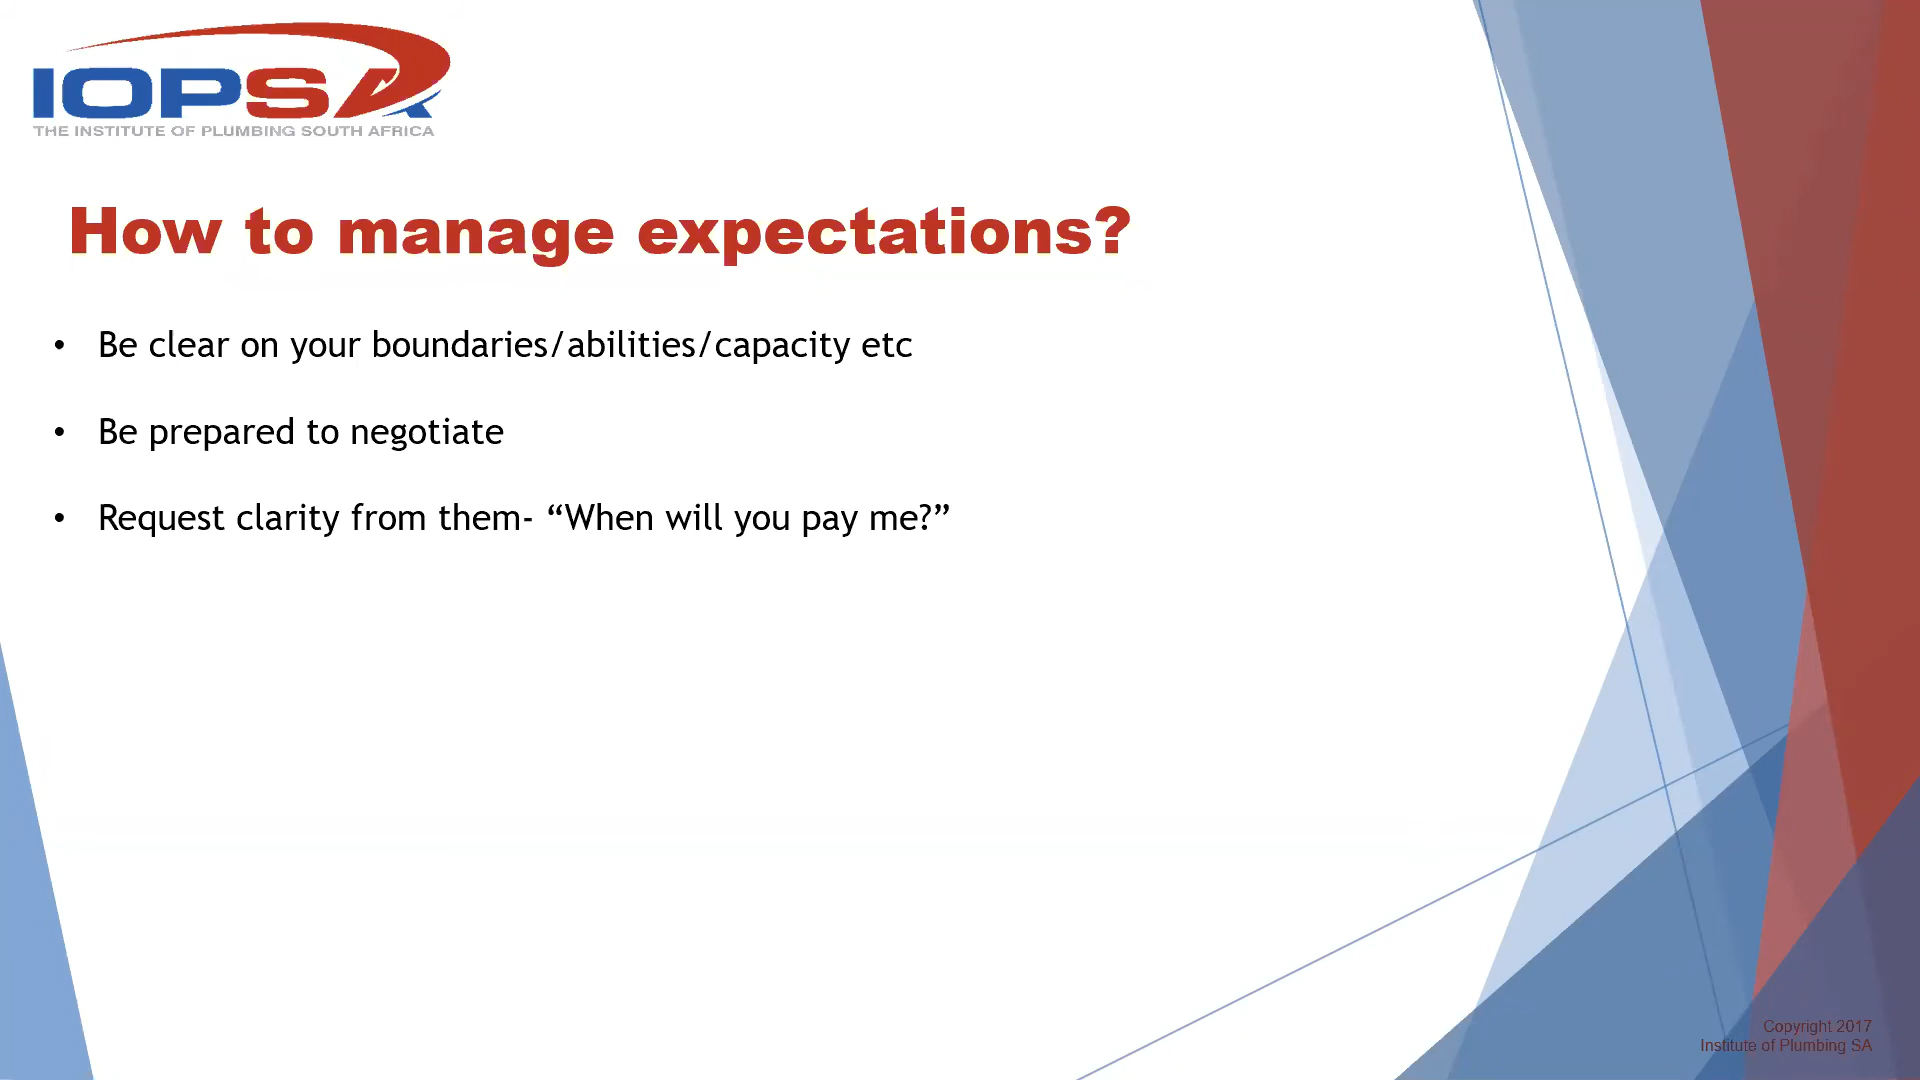 IOPSA
THE INSTITUTE OF PLUMBING SOUTH AFRICA
How to manage expectations?
• Be clear on your boundaries/abilities/capacity etc
• Be prepared to negotiate
• Request clarity from them- “When will you pay me?”
Copyright 2017
Institute of Plumbing SA